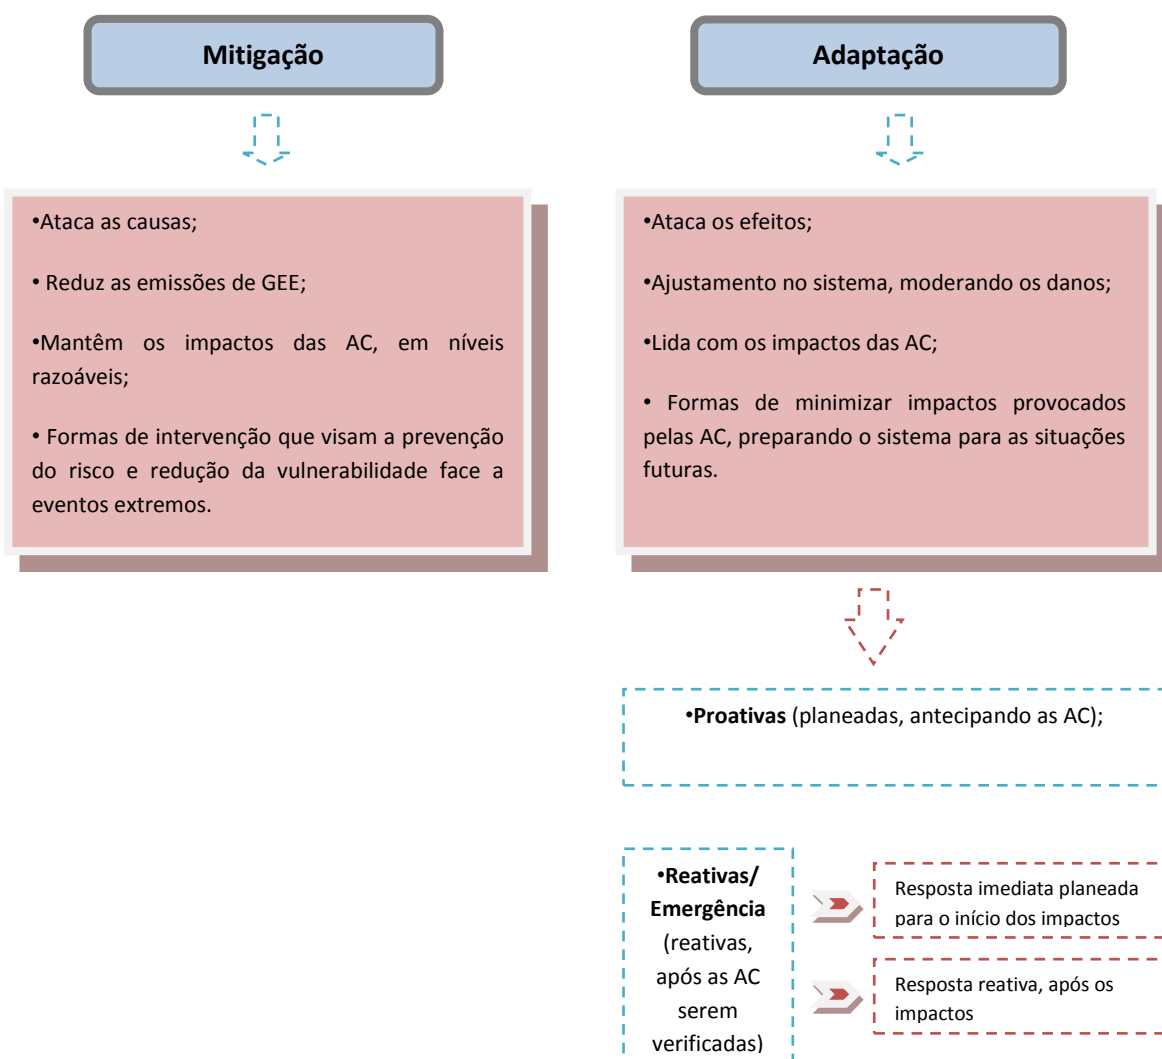 Mitigação
•Ataca as causas;
• Reduz as emissões de GEE;
•Mantêm os impactos das AC, em níveis
razoáveis;
• Formas de intervenção que visam a prevenção
do risco e redução da vulnerabilidade face a
eventos extremos.
Adaptação
•Ataca os efeitos;
•Ajustamento no sistema, moderando os danos;
•Lida com os impactos das AC;
• Formas de minimizar impactos provocados
pelas AC, preparando o sistema para as situações
futuras.
•Proativas (planeadas, antecipando as AC);
•Reativas/
Emergência
(reativas,
após as AC
serem
verificadas)
Resposta imediata planeada
para o início dos impactos
Resposta reativa, após os
impactos